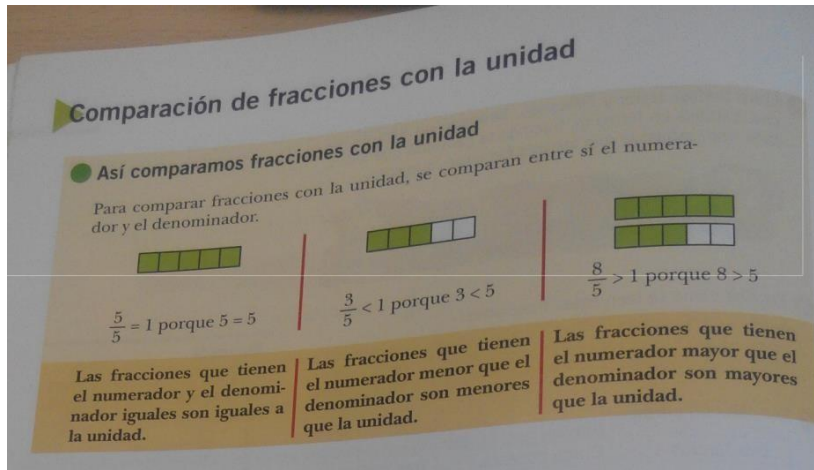 Comparación de fracciones con la unidad
Así comparamos fracciones con la unidad
Para comparar fracciones con la unidad, se comparan entre sí el numera-
dor y el denominador.
5/5 = 1 porque 5 = 5
3/5 < 1 porque 3 < 5
8/5 > 1 porque 8 > 5
Las fracciones que tienen
el numerador y el denomi-
nador iguales son iguales a
la unidad.
Las fracciones que tienen
el numerador menor que el
denominador son menores
que la unidad.
Las fracciones que tienen
el numerador mayor que el
denominador son mayores
que la unidad.